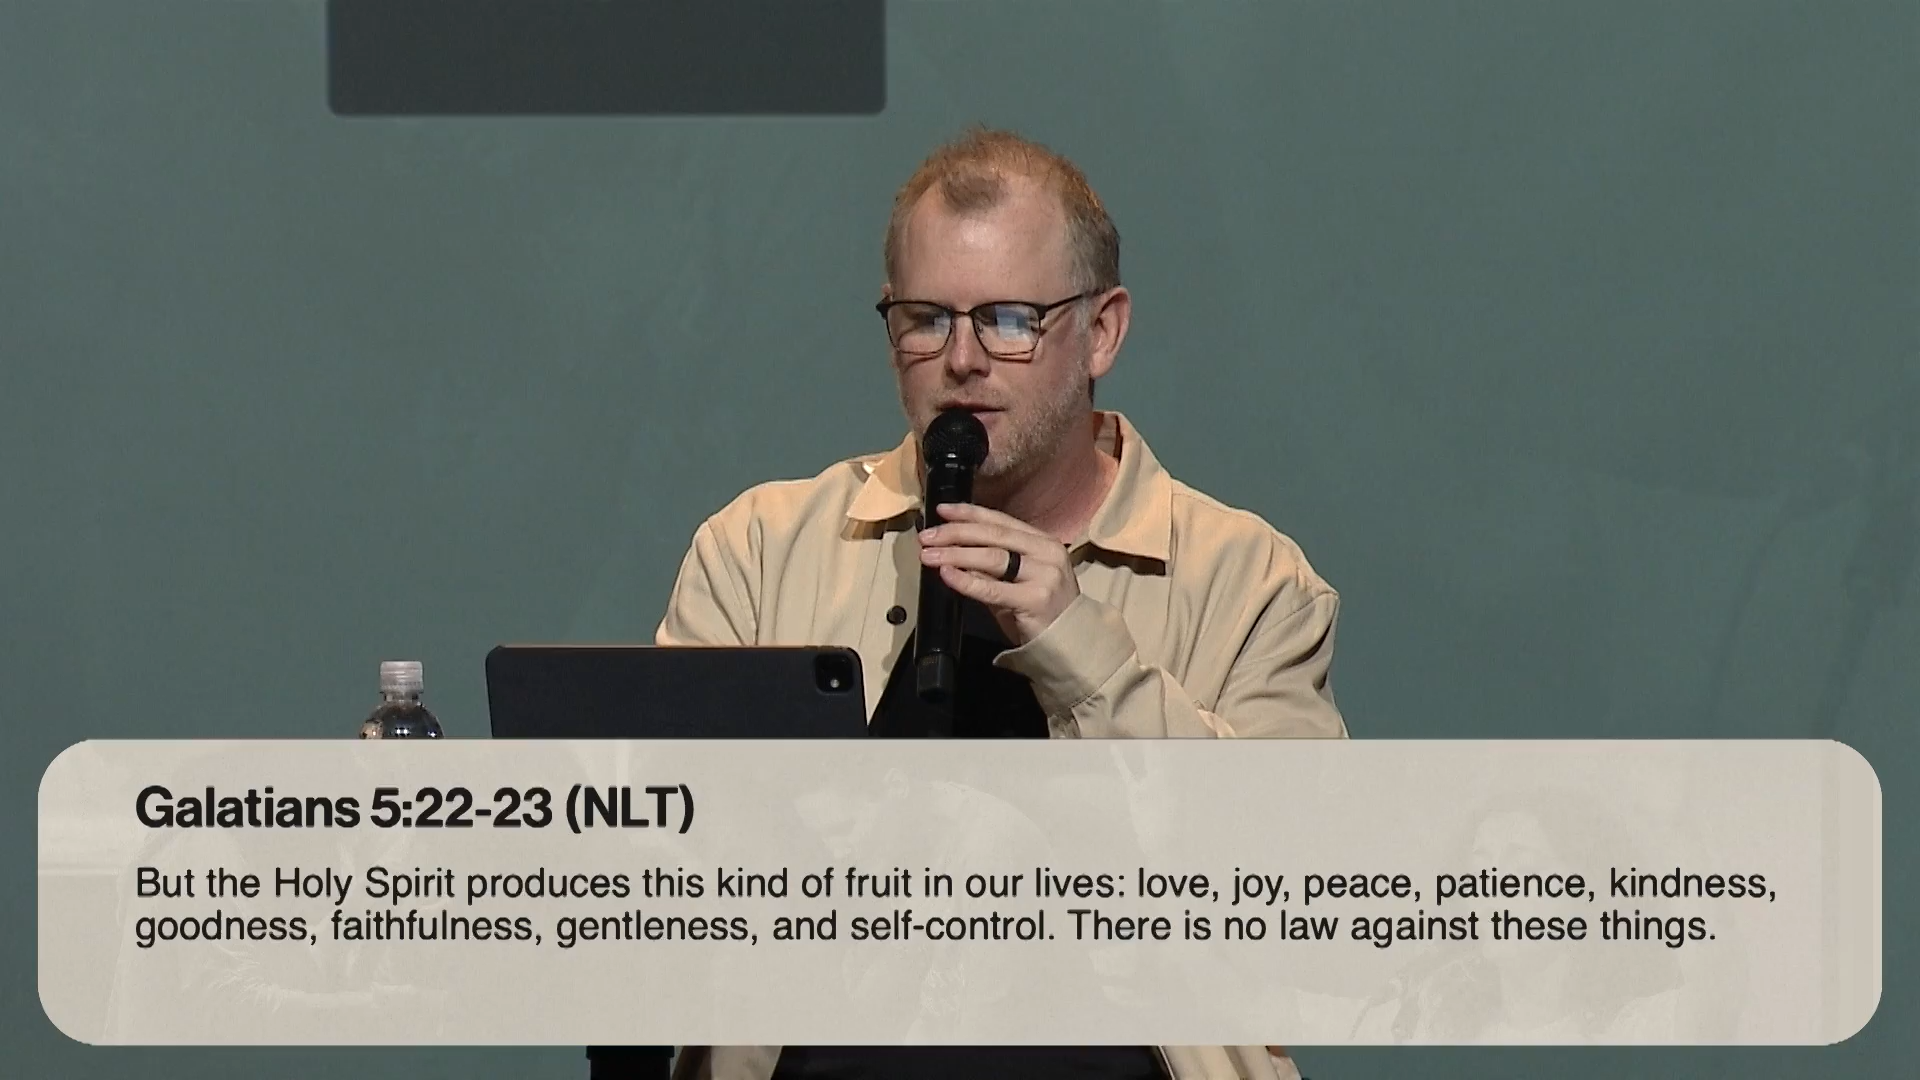 Galatians 5:22-23 (NLT)
But the Holy Spirit produces this kind of fruit in our lives: love, joy, peace, patience, kindness,
goodness, faithfulness, gentleness, and self-control. There is no law against these things.